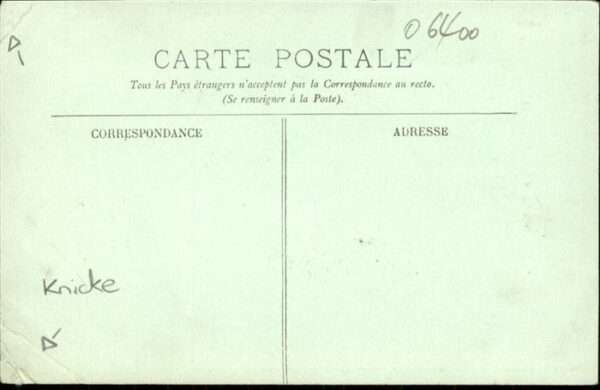 06400
CARTE POSTALE
Tous les Pays étrangers n'acceptent pas la Correspondance au recto.
(Se renseigner à la Poste).
CORRESPONDANCE
ADRESSE
Knicke